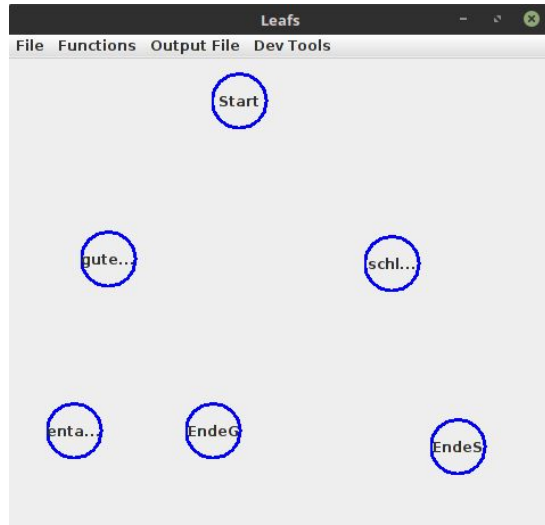 Leafs
File Functions Output File Dev Tools
Start
gute...
schl...
enta...
EndeG
EndeS